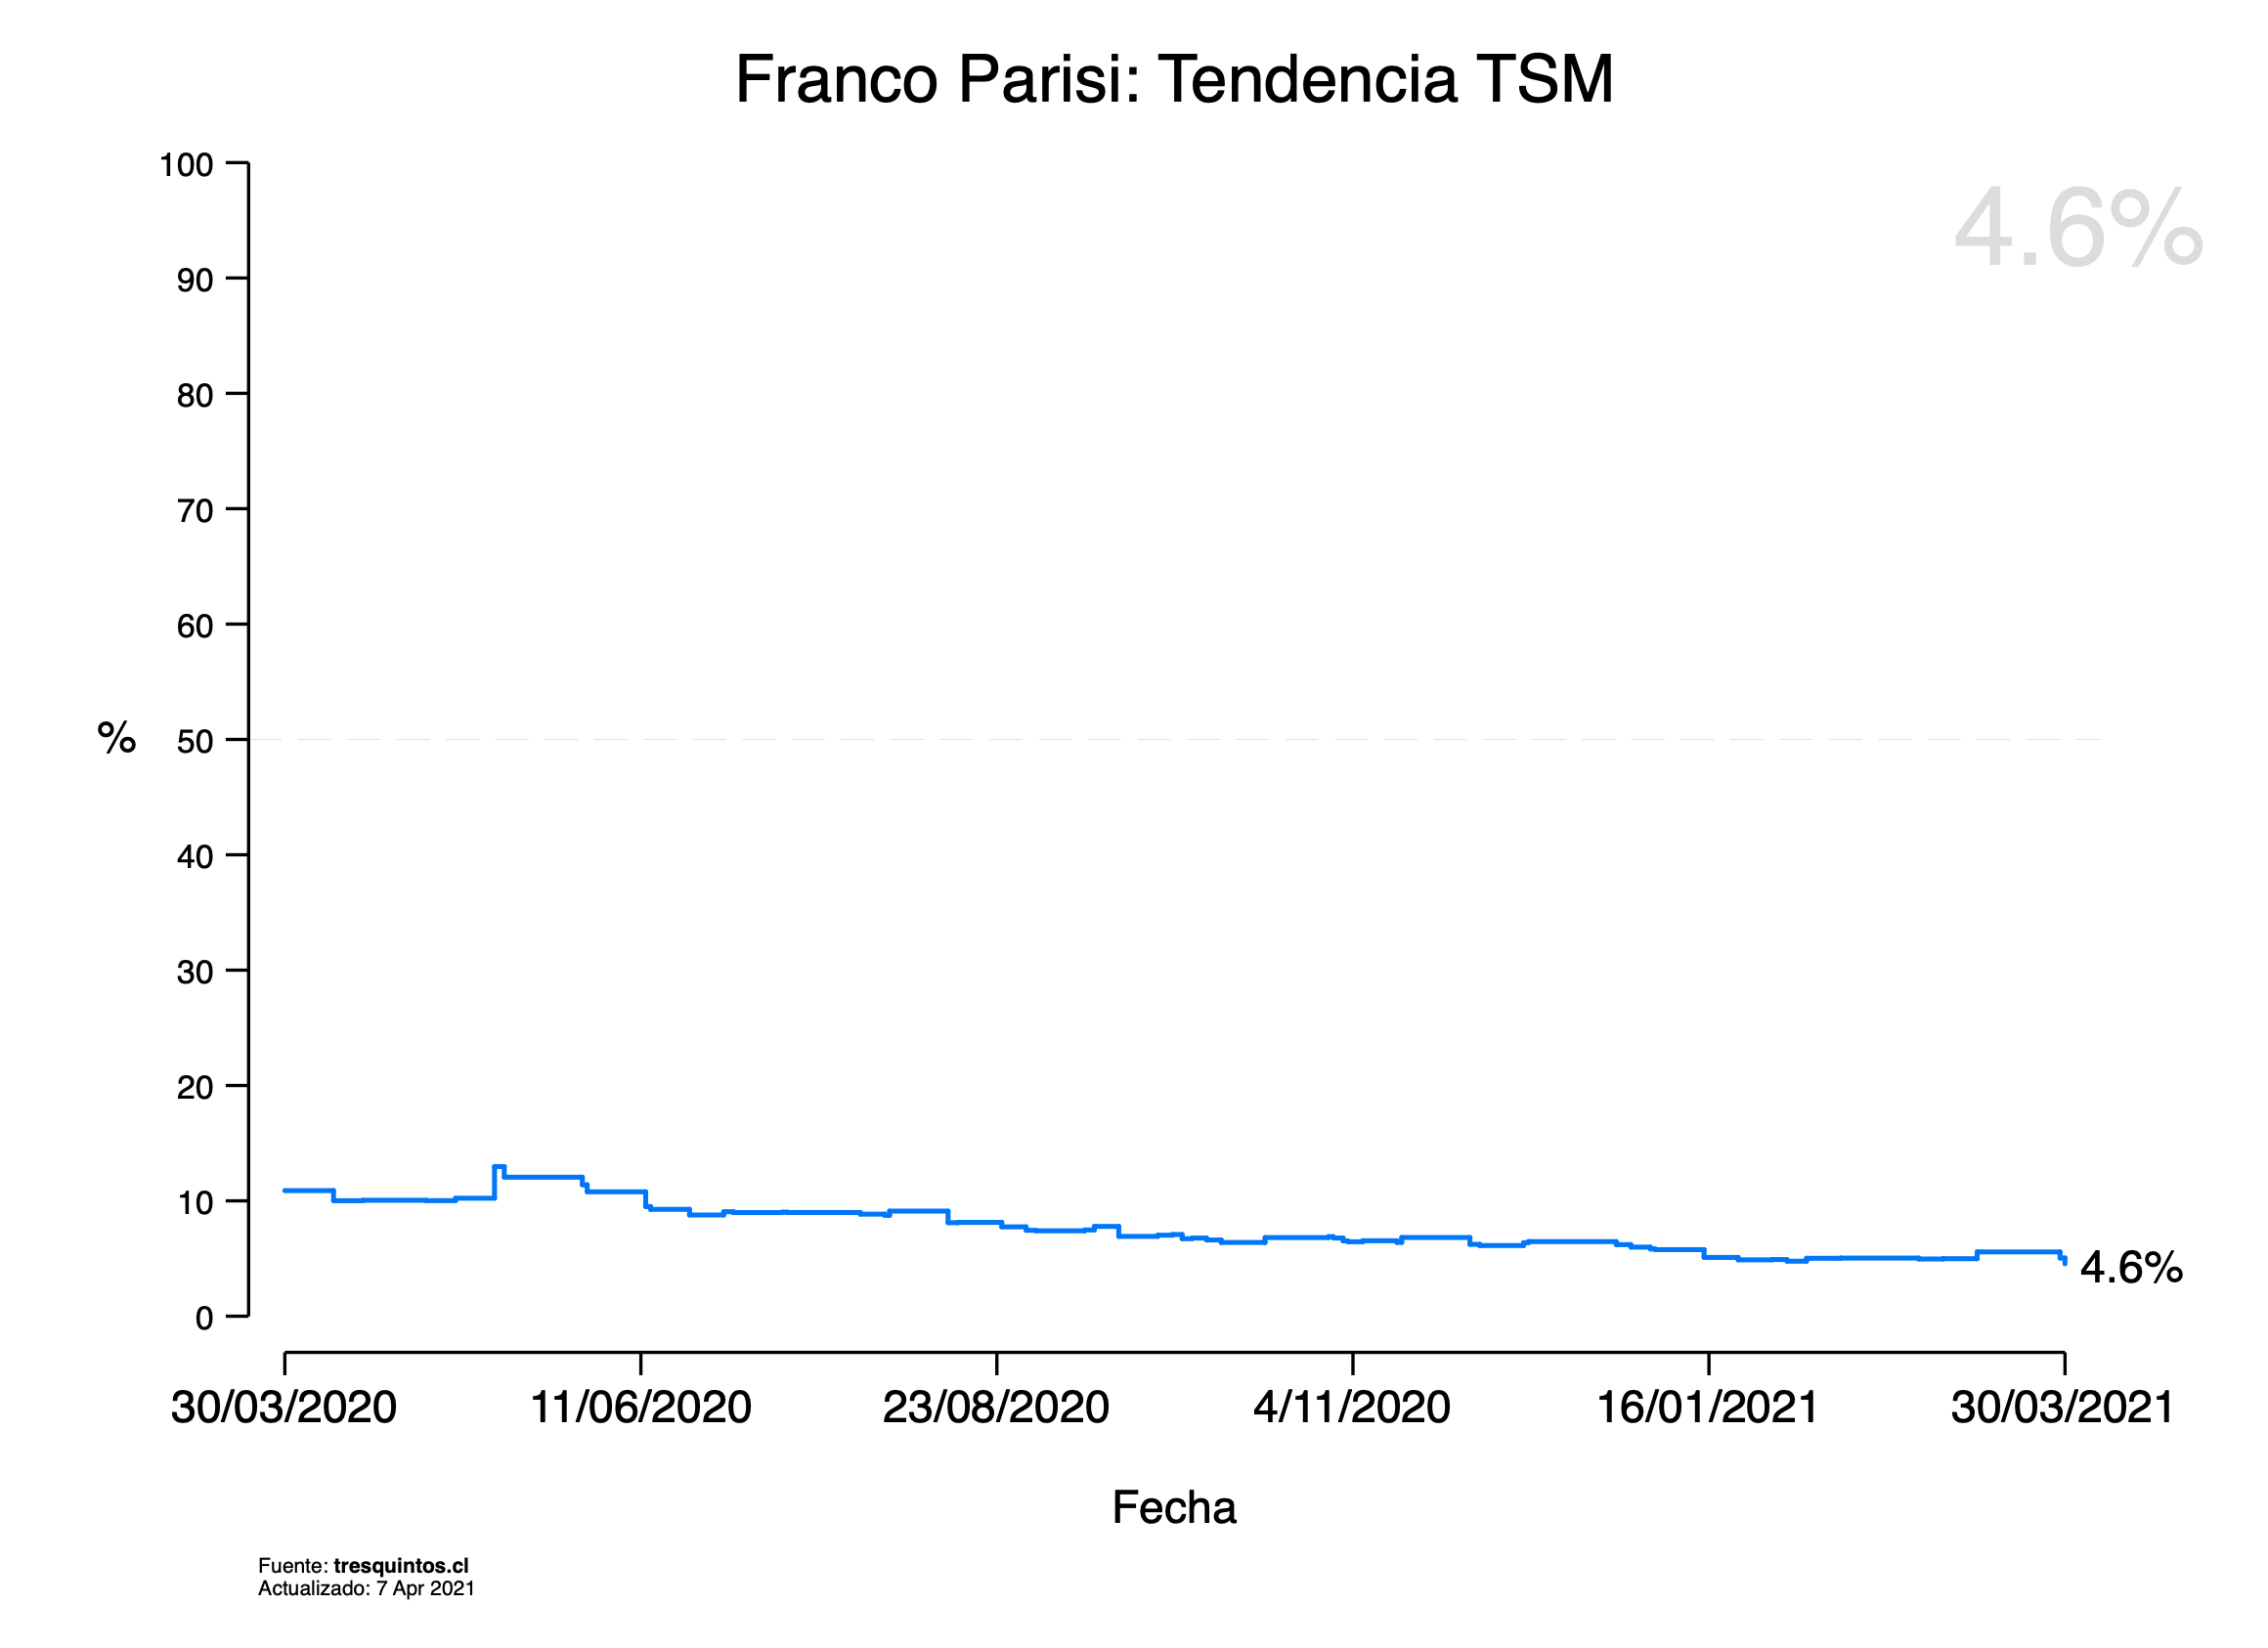 Franco Parisi: Tendencia TSM
4.6%
100
90
80
70
60
50
40
30
20
10
0
%
4.6%
30/03/2020 11/06/2020 23/08/2020 4/11/2020 16/01/2021 30/03/2021
Fecha
Fuente: tresquintos.cl
Actualizado: 7 Apr 2021